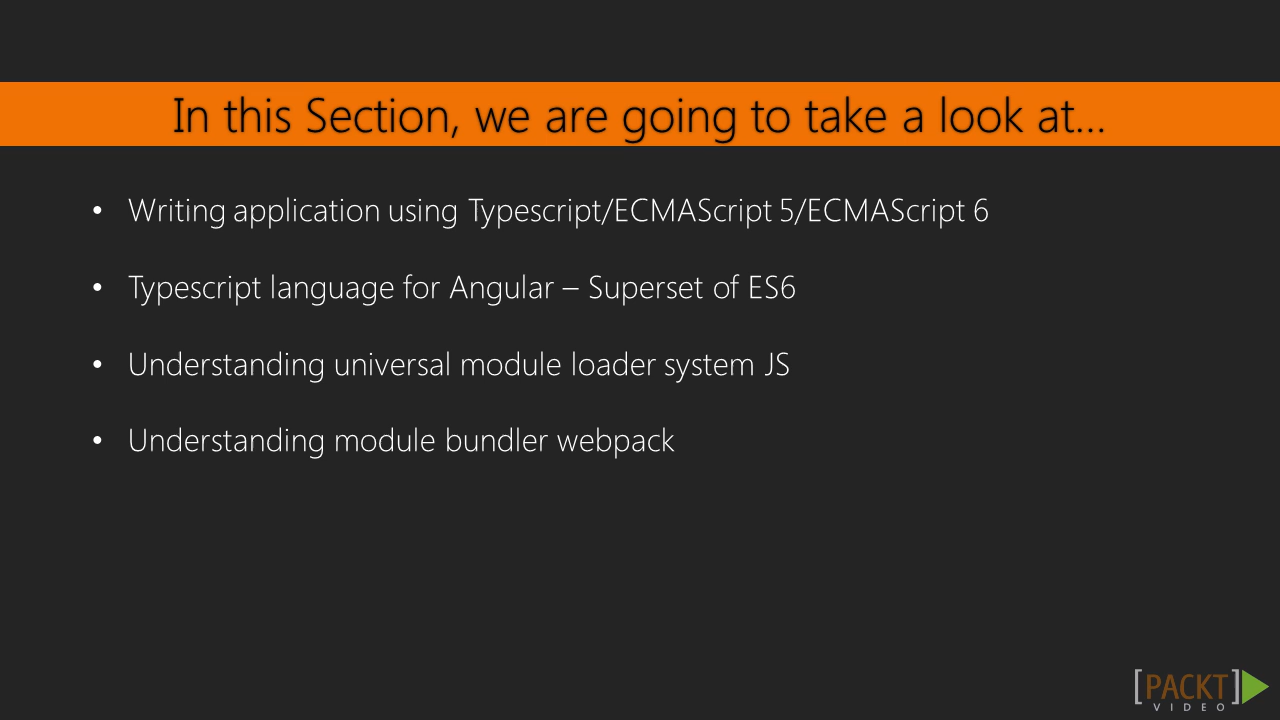 In this Section, we are going to take a look at...
• Writing application using Typescript/ECMAScript 5/ECMAScript 6
• Typescript language for Angular – Superset of ES6
• Understanding universal module loader system JS
• Understanding module bundler webpack
[PACKT]
VIDEO